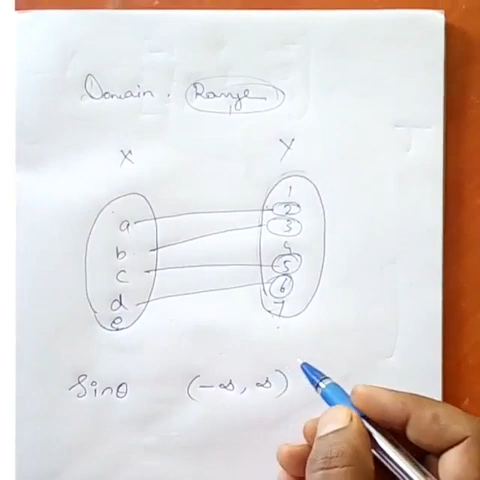 Domain. Range
X Y
1
a 2
3
b 4
c 5
d 6
e 7
Sinθ (-∞, ∞)